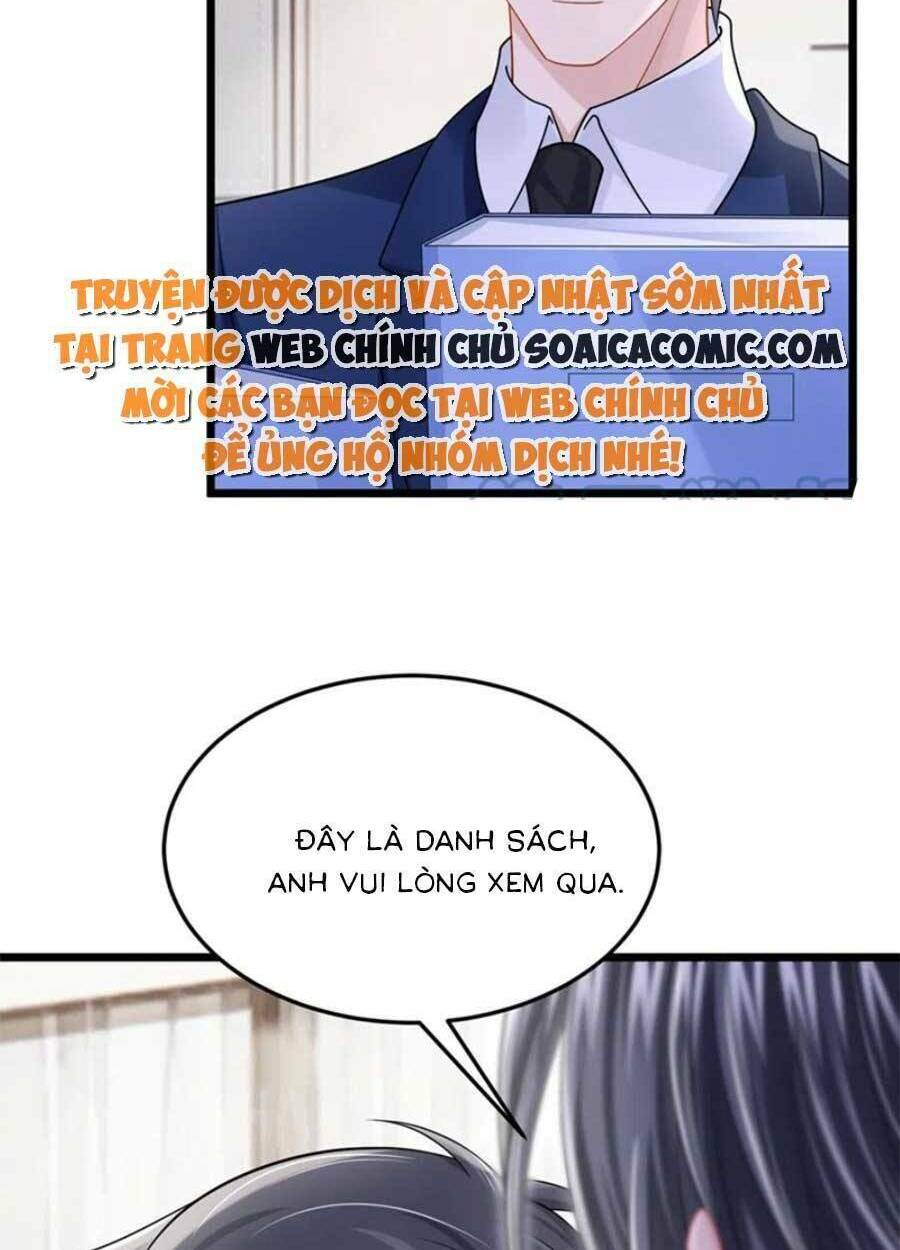 TRUYỆN ĐƯỢC DỊCH VÀ CẬP NHẬT SỚM NHẤT
TẠI TRANG WEB CHÍNH CHỦ SOAICACOMIC.COM
MỜI CÁC BẠN ĐỌC TẠI WEB CHÍNH CHỦ
ĐỂ ỦNG HỘ NHÓM DỊCH NHÉ!
ĐÂY LÀ DANH SÁCH,
ANH VUI LÒNG XEM QUA.